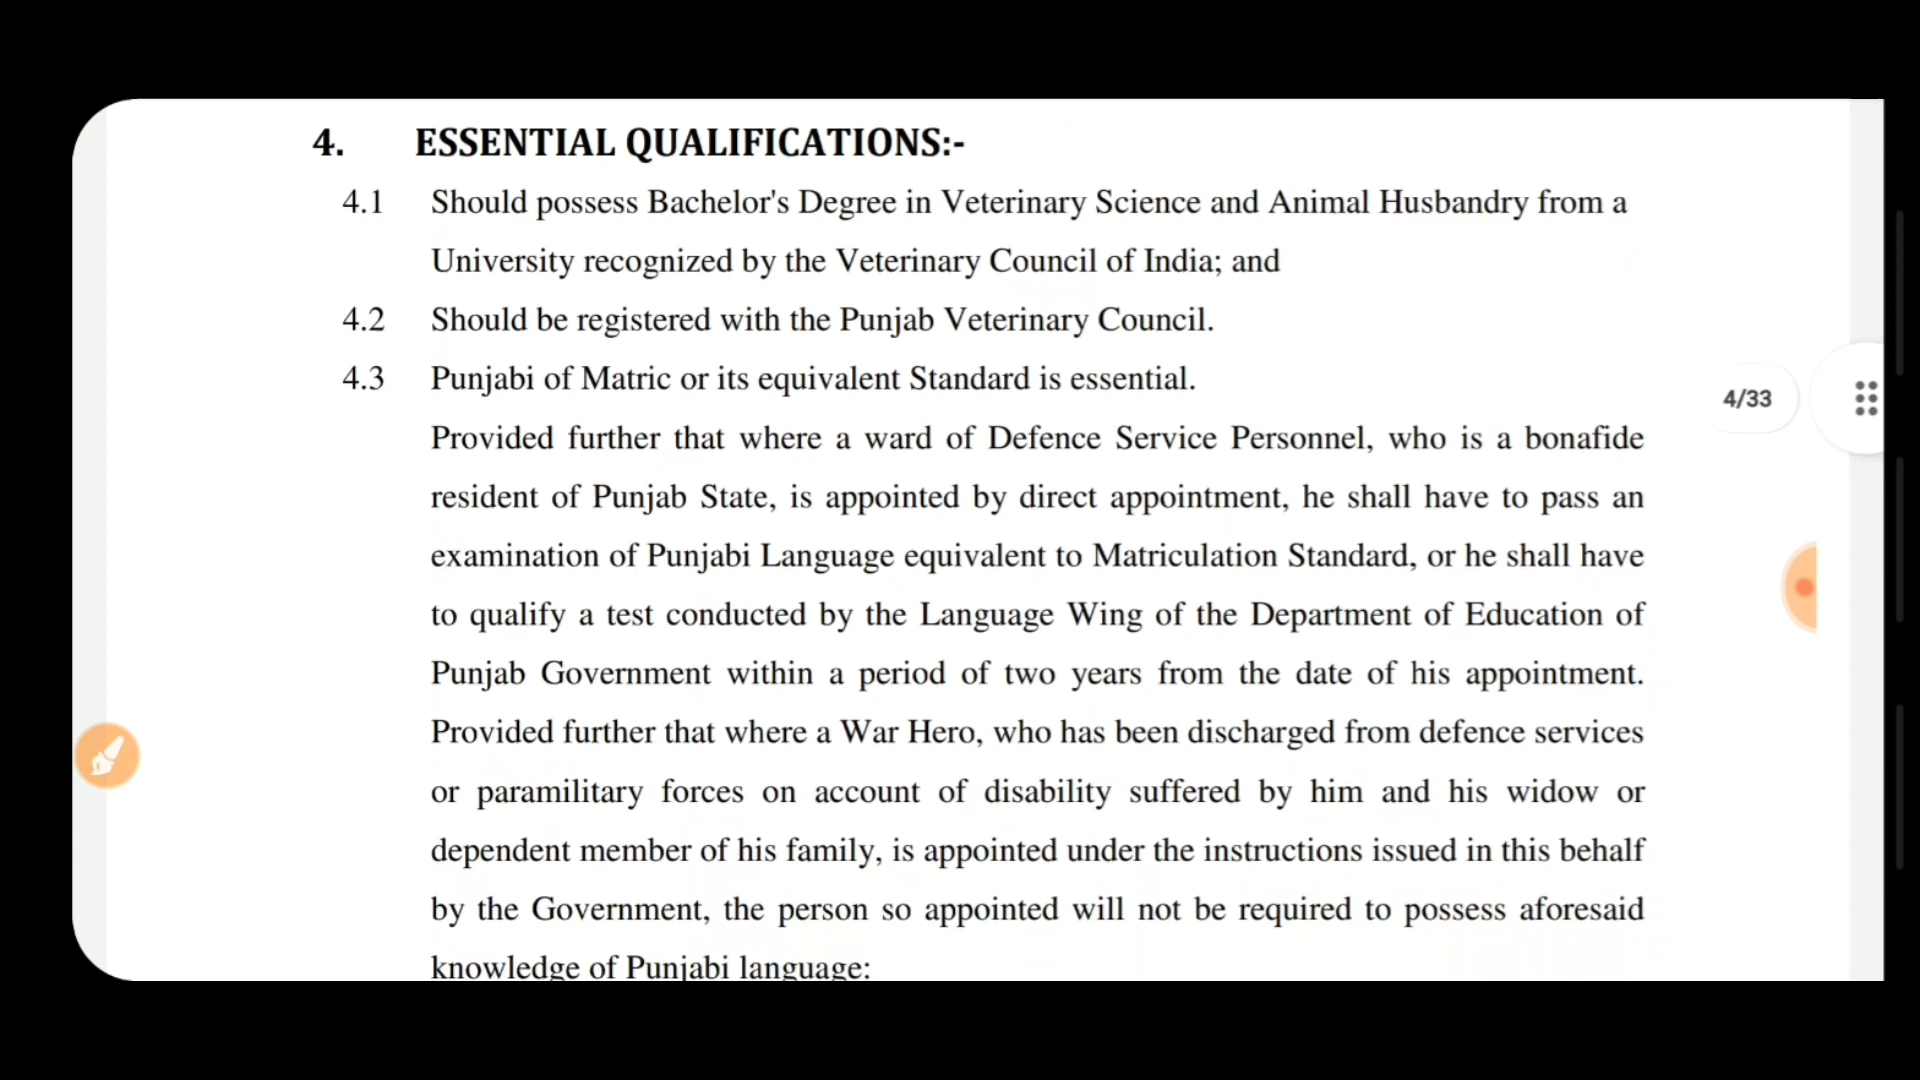 4. ESSENTIAL QUALIFICATIONS:-
4.1 Should possess Bachelor's Degree in Veterinary Science and Animal Husbandry from a
University recognized by the Veterinary Council of India; and
4.2 Should be registered with the Punjab Veterinary Council.
4.3 Punjabi of Matric or its equivalent Standard is essential.
4/33
Provided further that where a ward of Defence Service Personnel, who is a bonafide
resident of Punjab State, is appointed by direct appointment, he shall have to pass an
examination of Punjabi Language equivalent to Matriculation Standard, or he shall have
to qualify a test conducted by the Language Wing of the Department of Education of
Punjab Government within a period of two years from the date of his appointment.
Provided further that where a War Hero, who has been discharged from defence services
or paramilitary forces on account of disability suffered by him and his widow or
dependent member of his family, is appointed under the instructions issued in this behalf
by the Government, the person so appointed will not be required to possess aforesaid
knowledge of Punjabi language: